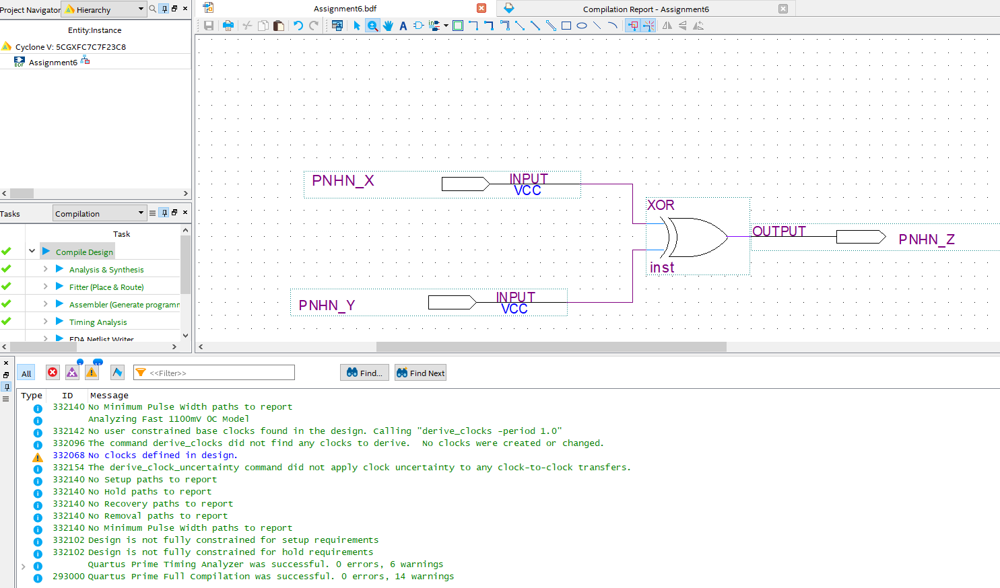 Project Navigator
Hierarchy
Entity:Instance
Cyclone V: 5CGXFC7C7F23C8
BDF
Assignment6
Tasks
Compilation
Task
Compile Design
Analysis & Synthesis
Fitter (Place & Route)
Assembler (Generate programm
Timing Analysis
EDA Netlist Writer
Assignment6.bdf
Compilation Report - Assignment6
PNHN_X
INPUT
VCC
XOR
OUTPUT
PNHN_Z
inst
PNHN_Y
INPUT
VCC
All
<<Filter>>
Find...
Find Next
Type ID Message
332140 No Minimum Pulse Width paths to report
Analyzing Fast 1100mV 0C Model
332142 No user constrained base clocks found in the design. Calling "derive_clocks -period 1.0"
332096 The command derive_clocks did not find any clocks to derive.  No clocks were created or changed.
332068 No clocks defined in design.
332154 The derive_clock_uncertainty command did not apply clock uncertainty to any clock-to-clock transfers.
332140 No Setup paths to report
332140 No Hold paths to report
332140 No Recovery paths to report
332140 No Removal paths to report
332140 No Minimum Pulse Width paths to report
332102 Design is not fully constrained for setup requirements
332102 Design is not fully constrained for hold requirements
Quartus Prime Timing Analyzer was successful. 0 errors, 6 warnings
293000 Quartus Prime Full Compilation was successful. 0 errors, 14 warnings